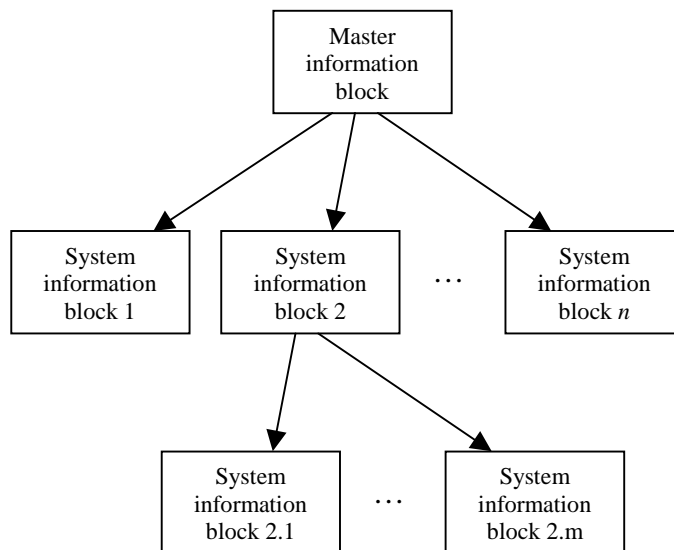 Master
information
block
System
information
block 1
System
information
block 2
…
System
information
block n
System
information
block 2.1
…
System
information
block 2.m